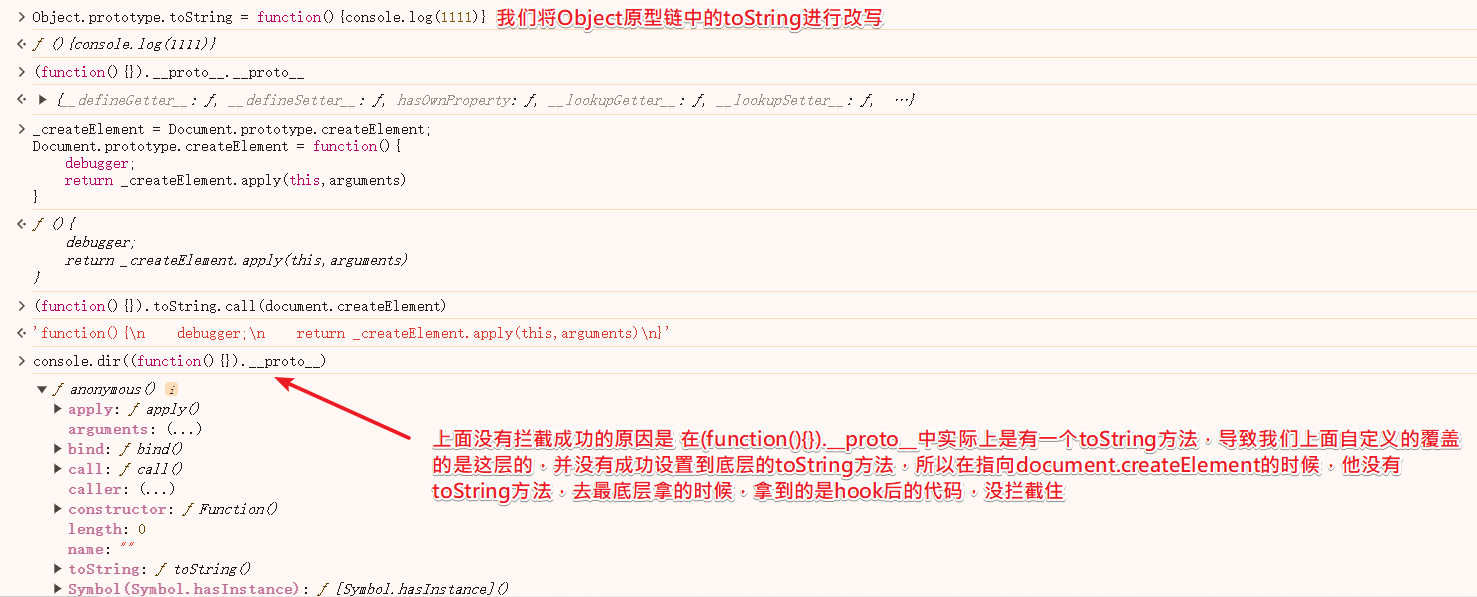 > Object.prototype.toString = function(){console.log(1111)} 我们将Object原型链中的toString进行改写
<· ƒ (){console.log(1111)}
> (function(){}).__proto__.__proto__
<· ▶ {__defineGetter__: ƒ, __defineSetter__: ƒ, hasOwnProperty: ƒ, __lookupGetter__: ƒ, __lookupSetter__: ƒ, …}
> _createElement = Document.prototype.createElement;
Document.prototype.createElement = function(){
    debugger;
    return _createElement.apply(this,arguments)
}
<· ƒ (){
    debugger;
    return _createElement.apply(this,arguments)
}
> (function(){}).toString.call(document.createElement)
<· 'function(){\n    debugger;\n    return _createElement.apply(this,arguments)\n}'
> console.dir((function(){}).__proto__)
▼ ƒ anonymous() i
▶ apply: ƒ apply()
arguments: (...)
▶ bind: ƒ bind()
▶ call: ƒ call()
caller: (...)
▶ constructor: ƒ Function()
length: 0
name: ""
▶ toString: ƒ toString()
▶ Symbol(Symbol.hasInstance): ƒ [Symbol.hasInstance]()
上面没有拦截成功的原因是 在(function(){}).__proto__中实际上是有一个toString方法，导致我们上面自定义的覆盖
的是这层的，并没有成功设置到底层的toString方法，所以在指向document.createElement的时候，他没有
toString方法，去最底层拿的时候，拿到的是hook后的代码，没拦截住